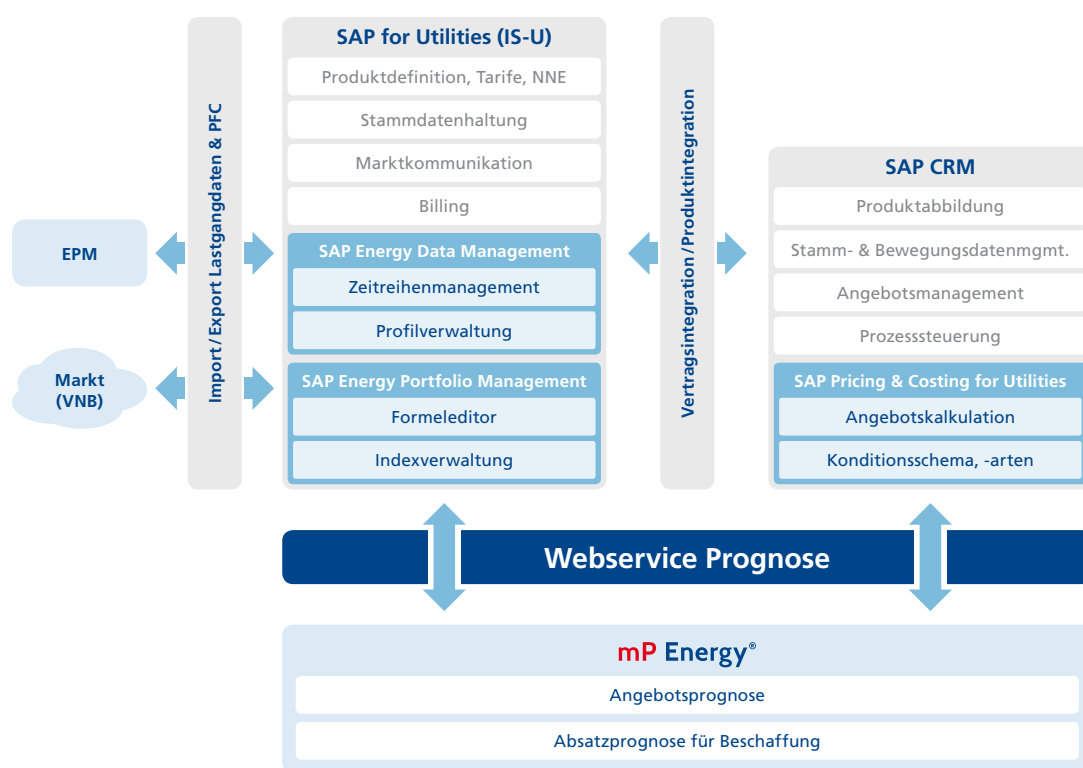 EPM
Markt
(VNB)
Import / Export Lastgangdaten & PFC
SAP for Utilities (IS-U)
Produktdefinition, Tarife, NNE
Stammdatenhaltung
Marktkommunikation
Billing
SAP Energy Data Management
Zeitreihenmanagement
Profilverwaltung
SAP Energy Portfolio Management
Formeleditor
Indexverwaltung
Vertragsintegration / Produktintegration
SAP CRM
Produktabbildung
Stamm- & Bewegungsdatenmgmt.
Angebotsmanagement
Prozesssteuerung
SAP Pricing & Costing for Utilities
Angebotskalkulation
Konditionsschema, -arten
Webservice Prognose
mP Energy®
Angebotsprognose
Absatzprognose für Beschaffung